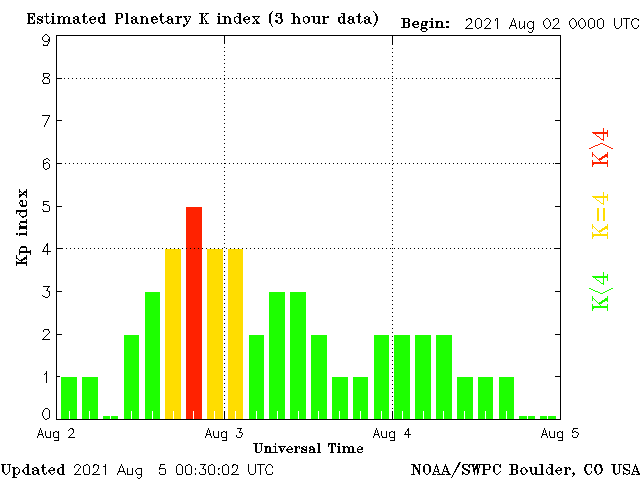 Estimated Planetary K index (3 hour data)
Begin: 2021 Aug 02 0000 UTC
9
8
7
6
5
4
3
2
1
0
Kp index
K>4
K=4
K<4
Aug 2 Aug 3 Aug 4 Aug 5
Universal Time
Updated 2021 Aug 5 00:30:02 UTC
NOAA/SWPC Boulder, CO USA